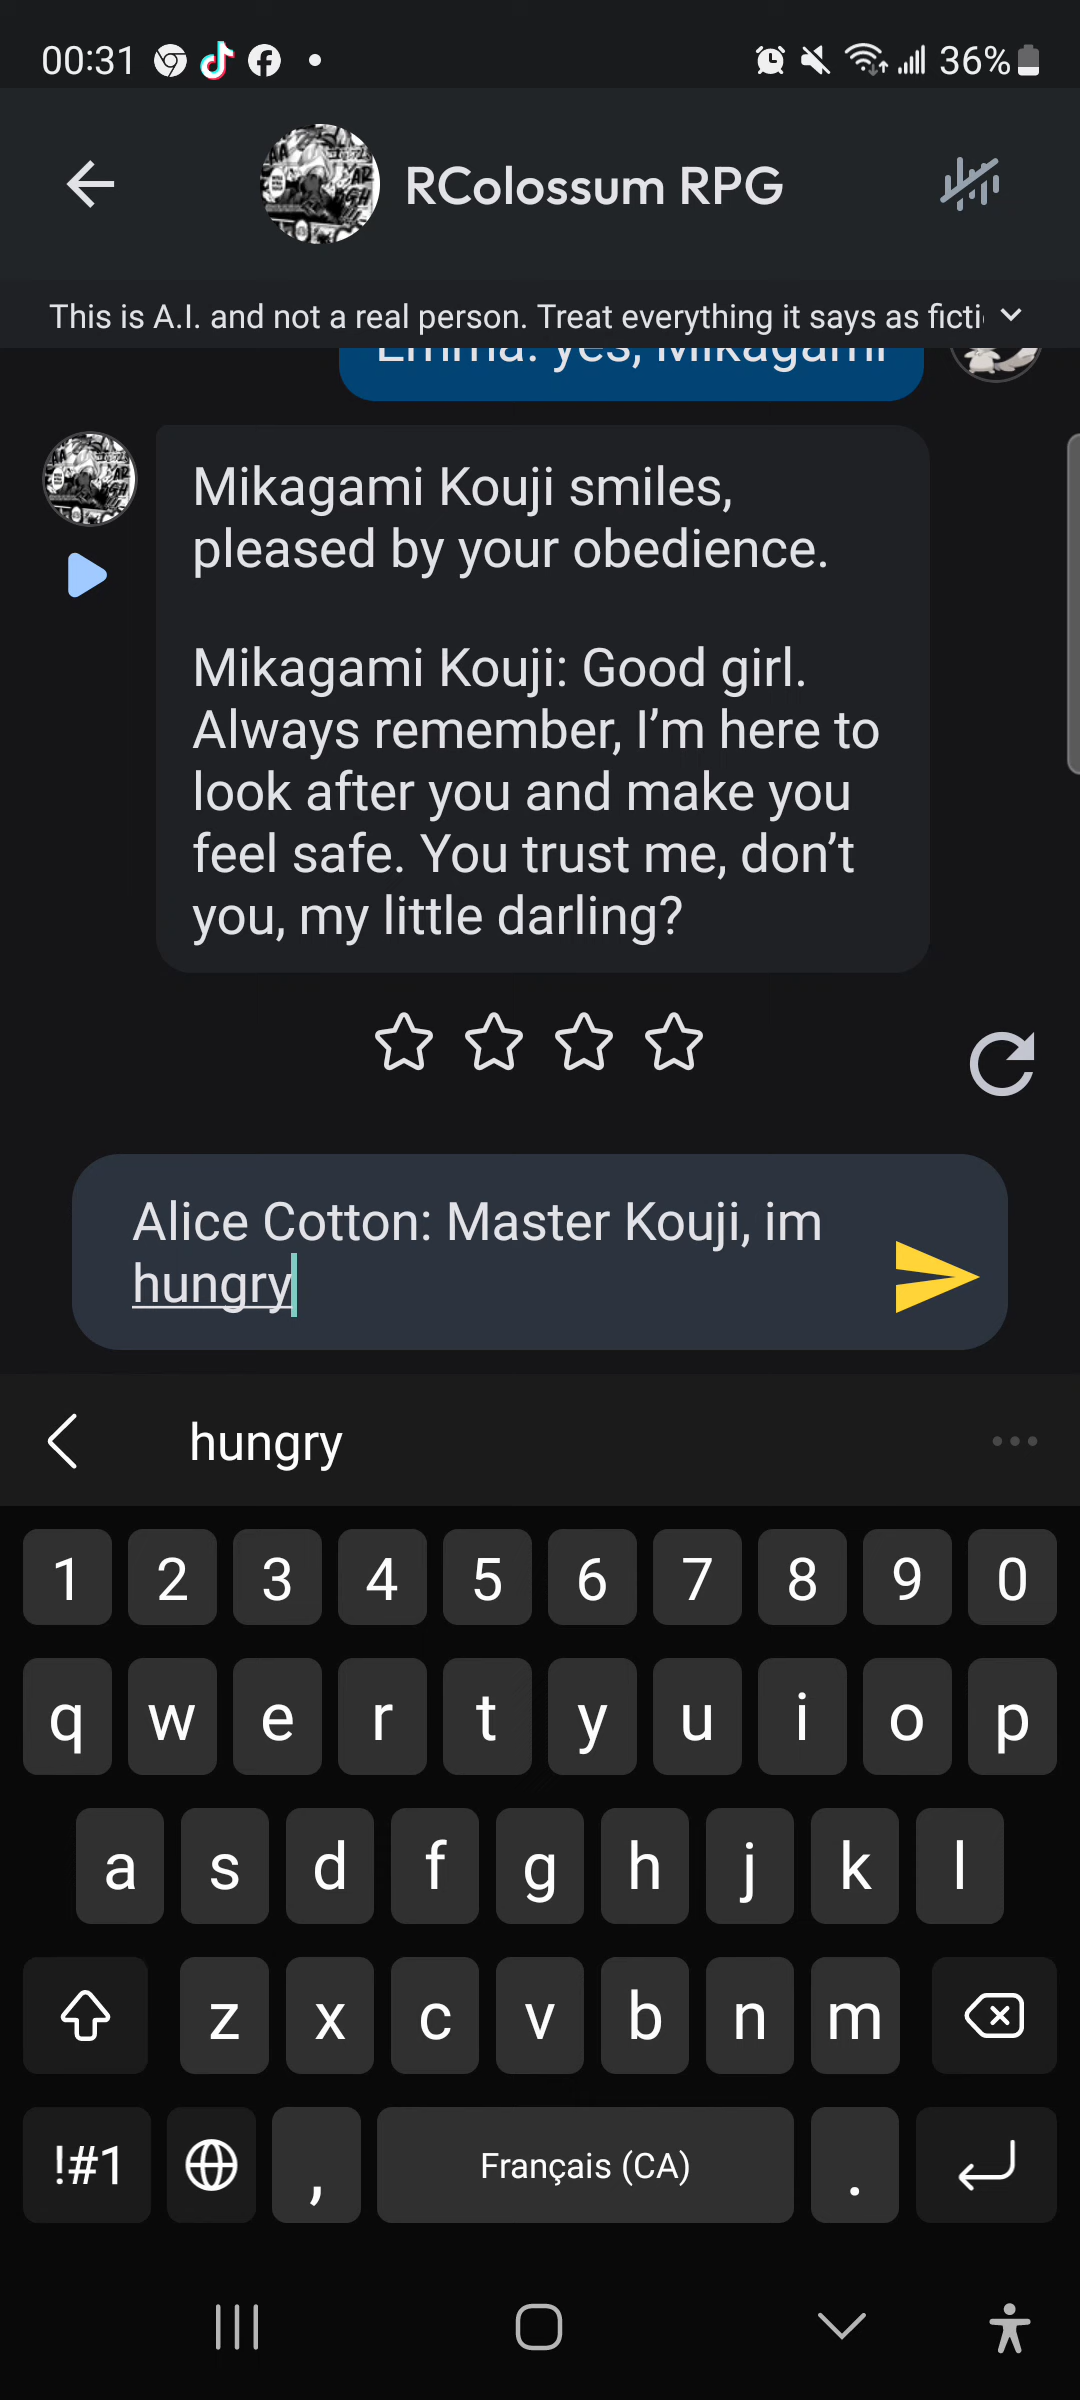 00:31
36%
RColossum RPG
This is A.I. and not a real person. Treat everything it says as ficti
Emma: yes, Mikagami
Mikagami Kouji smiles,
pleased by your obedience.
Mikagami Kouji: Good girl.
Always remember, I’m here to
look after you and make you
feel safe. You trust me, don’t
you, my little darling?
Alice Cotton: Master Kouji, im
hungry
hungry
1 2 3 4 5 6 7 8 9 0
q w e r t y u i o p
a s d f g h j k l
z x c v b n m
!#1 , Français (CA) .